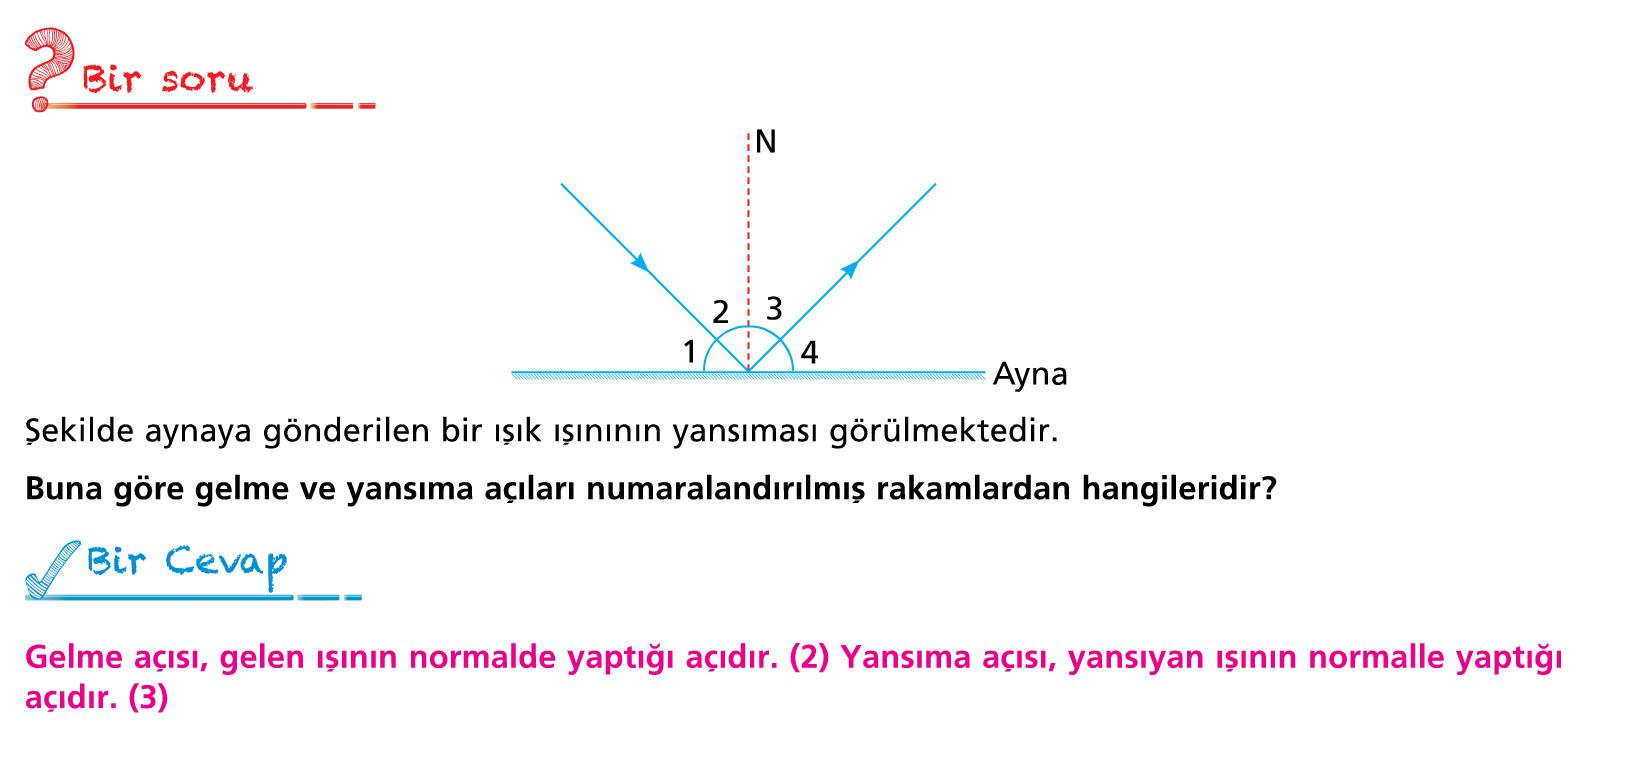 Bir soru
N
2 3
1 4
Ayna
Şekilde aynaya gönderilen bir ışık ışınının yansıması görülmektedir.
Buna göre gelme ve yansıma açıları numaralandırılmış rakamlardan hangileridir?
Bir Cevap
Gelme açısı, gelen ışının normalde yaptığı açıdır. (2) Yansıma açısı, yansıyan ışının normalle yaptığı
açıdır. (3)